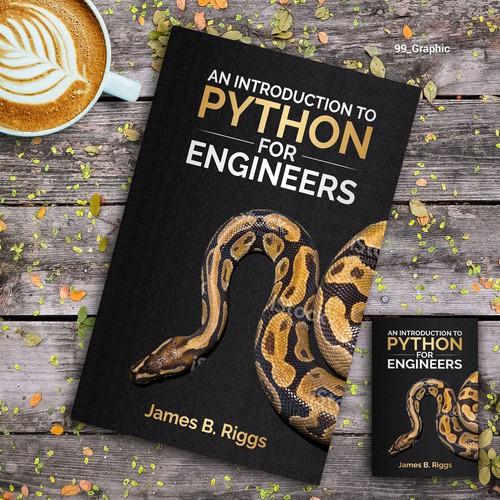 99_Graphic
AN INTRODUCTION TO
PYTHON
FOR
ENGINEERS
James B. Riggs
AN INTRODUCTION TO
PYTHON
FOR
ENGINEERS
James B. Riggs